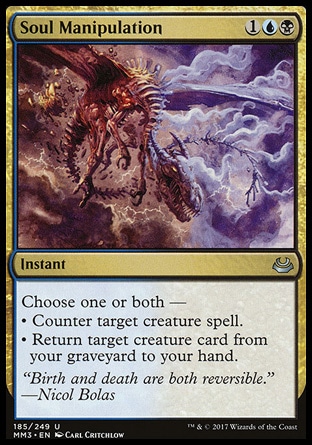 Soul Manipulation 1
Instant
Choose one or both —
• Counter target creature spell.
• Return target creature card from
your graveyard to your hand.
"Birth and death are both reversible."
—Nicol Bolas
185/249 U
MM3 • EN Carl Critchlow ™ & © 2017 Wizards of the Coast